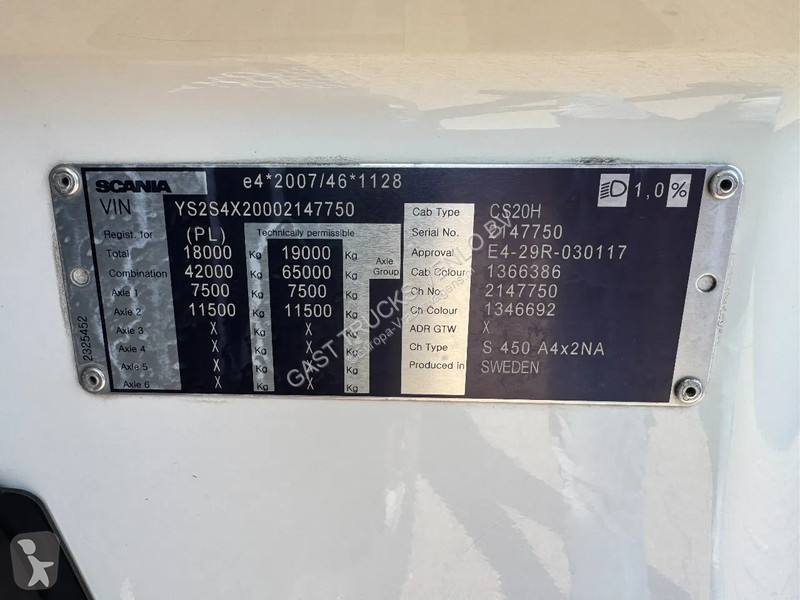 SCANIA e4*2007/46*1128 1,0 %
VIN YS2S4X20002147750 Cab Type CS20H
Regist. for (PL) Technically permissible Serial No. 2147750
Total 18000 Kg 19000 Kg Approval E4-29R-030117
Combination 42000 Kg 65000 Kg Axle Group Cab Colour 1366386
Axle 1 7500 Kg 7500 Kg Ch No. 2147750
Axle 2 11500 Kg 11500 Kg Ch Colour 1346692
Axle 3 X Kg X Kg ADR GTW X
Axle 4 X Kg X Kg Ch Type S 450 A4x2NA
Axle 5 X Kg X Kg Produced in SWEDEN
Axle 6 X Kg X Kg
2325452
GAST TRUCKS VENLO BV